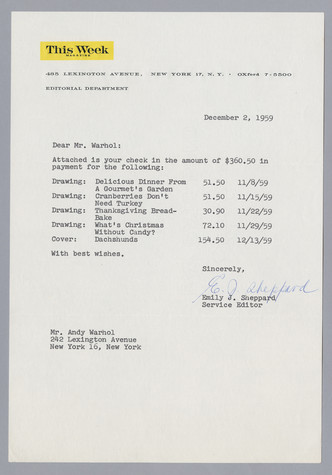 This Week
MAGAZINE
485 LEXINGTON AVENUE, NEW YORK 17, N.Y. · OXford 7-5500
EDITORIAL DEPARTMENT
December 2, 1959
Dear Mr. Warhol:
Attached is your check in the amount of $360.50 in
payment for the following:
Drawing: Delicious Dinner From 51.50 11/8/59
A Gourmet's Garden
Drawing: Cranberries Don't 51.50 11/15/59
Need Turkey
Drawing: Thanksgiving Bread- 30.90 11/22/59
Bake
Drawing: What's Christmas 72.10 11/29/59
Without Candy?
Cover: Dachshunds 154.50 12/13/59
With best wishes,
Sincerely,
E. J. Sheppard
Emily J. Sheppard
Service Editor
Mr. Andy Warhol
242 Lexington Avenue
New York 16, New York